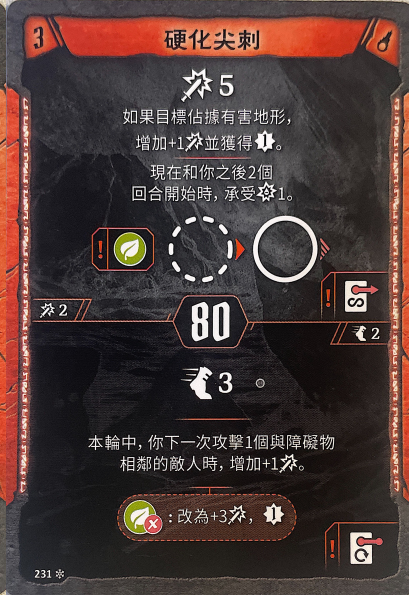 3
硬化尖刺
5
如果目標佔據有害地形，
增加+1並獲得！。
現在和你之後2個
回合開始時，承受1。
!
!
S
2
80
2
3
本輪中，你下一次攻擊1個與障礙物
相鄰的敵人時，增加+1。
：改為+3，！
!
231